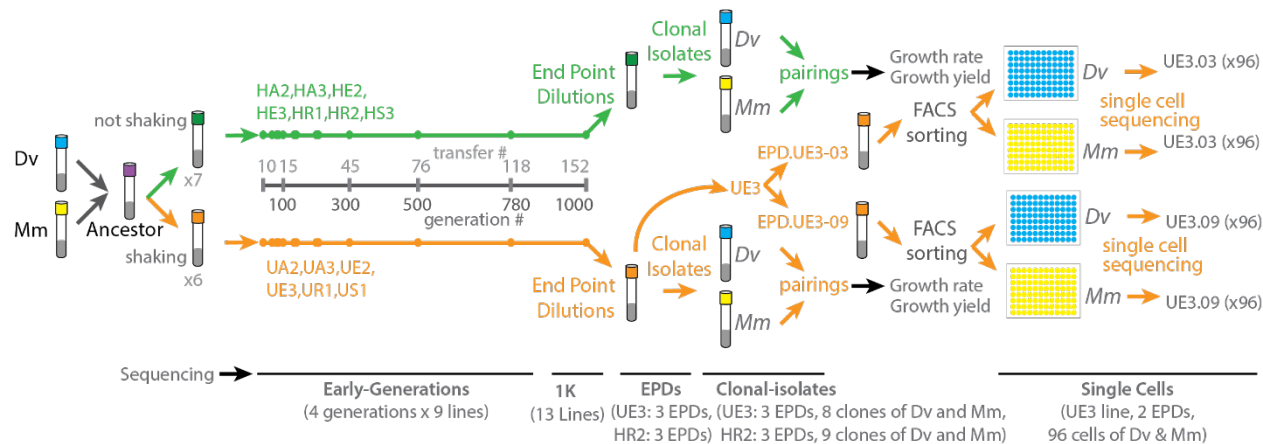 Dv
Mm
Ancestor
not shaking
x7
shaking
x6
HA2,HA3,HE2,
HE3,HR1,HR2,HS3
transfer #
10 15 45 76 118 152
100 300 500 780 1000
generation #
UA2,UA3,UE2,
UE3,UR1,US1
End Point
Dilutions
End Point
Dilutions
Clonal
Isolates
Dv
Mm
pairings
Growth rate
Growth yield
UE3
EPD.UE3-03
EPD.UE3-09
Clonal
Isolates
Dv
Mm
pairings
Growth rate
Growth yield
FACS
sorting
Dv
Mm
UE3.03 (x96)
single cell
sequencing
UE3.03 (x96)
FACS
sorting
Dv
Mm
UE3.09 (x96)
single cell
sequencing
UE3.09 (x96)
Sequencing
Early-Generations
(4 generations x 9 lines)
1K
(13 Lines)
EPDs
(UE3: 3 EPDs,
HR2: 3 EPDs)
Clonal-isolates
(UE3: 3 EPDs, 8 clones of Dv and Mm,
HR2: 3 EPDs, 9 clones of Dv and Mm)
Single Cells
(UE3 line, 2 EPDs,
96 cells of Dv & Mm)